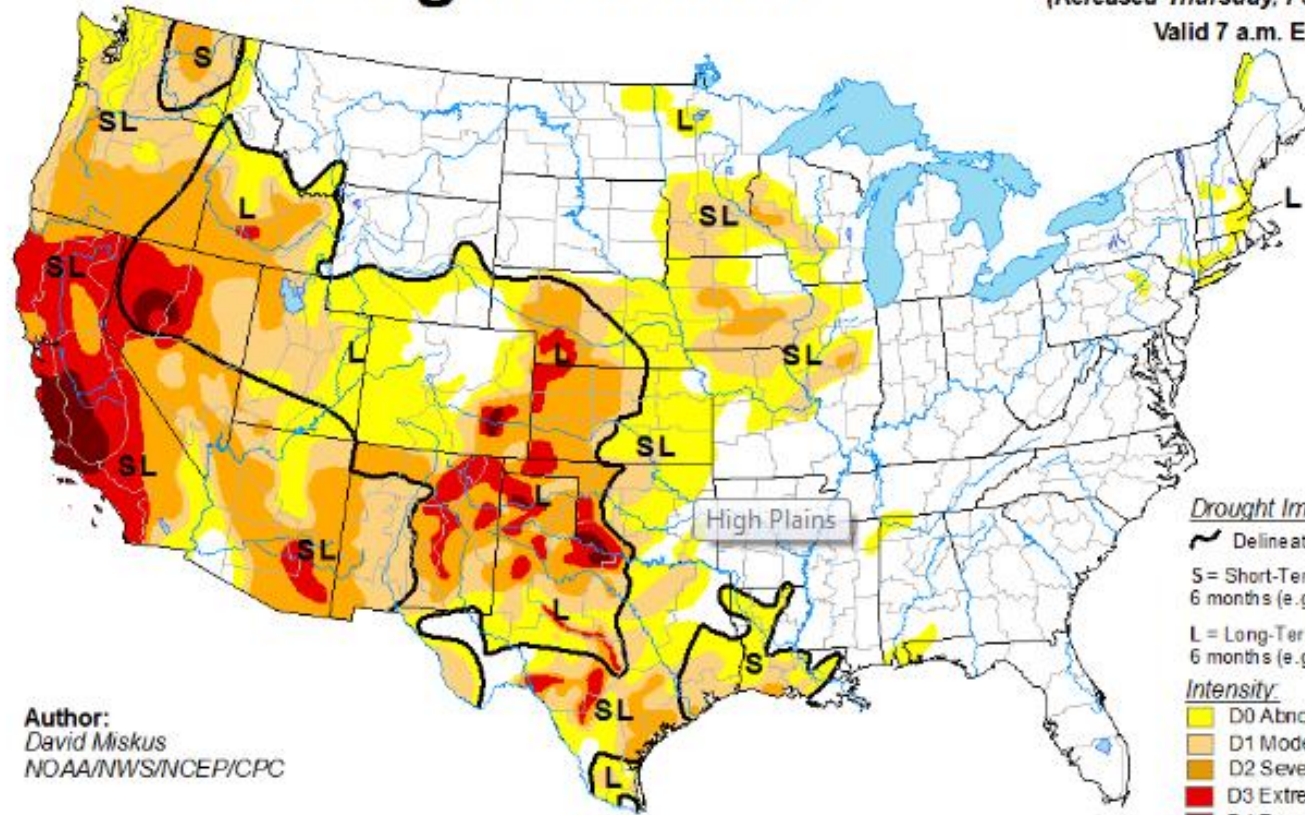 (Released Thursday,
Valid 7 a.m. E
S
SL
L
L
SL
L
SL
L
L
SL
SL
SL
L
High Plains
SL
L
S
SL
L
Drought Im
Delineat
S = Short-Ter
6 months (e.g
L = Long-Ter
6 months (e.g
Intensity:
D0 Abno
D1 Mode
D2 Seve
D3 Extre
Author:
David Miskus
NOAA/NWS/NCEP/CPC